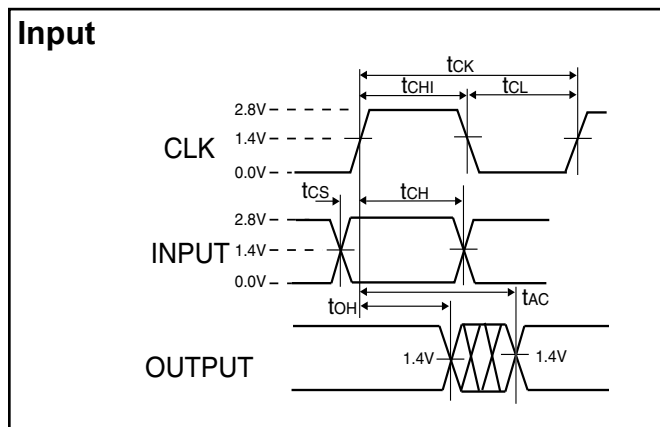 Input
tCK
tCHI tCL
2.8V
CLK 1.4V
0.0V
tCS tCH
2.8V
INPUT 1.4V
0.0V
tAC
tOH
OUTPUT 1.4V 1.4V